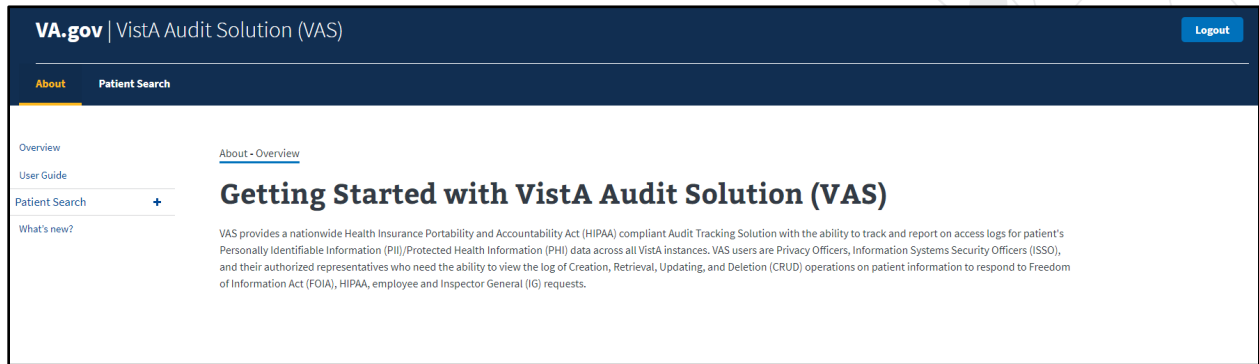 VA.gov | VistA Audit Solution (VAS)
Logout
About Patient Search
Overview
User Guide
Patient Search +
What's new?
About - Overview
Getting Started with VistA Audit Solution (VAS)
VAS provides a nationwide Health Insurance Portability and Accountability Act (HIPAA) compliant Audit Tracking Solution with the ability to track and report on access logs for patient's
Personally Identifiable Information (PII)/Protected Health Information (PHI) data across all VistA instances. VAS users are Privacy Officers, Information Systems Security Officers (ISSO),
and their authorized representatives who need the ability to view the log of Creation, Retrieval, Updating, and Deletion (CRUD) operations on patient information to respond to Freedom
of Information Act (FOIA), HIPAA, employee and Inspector General (IG) requests.